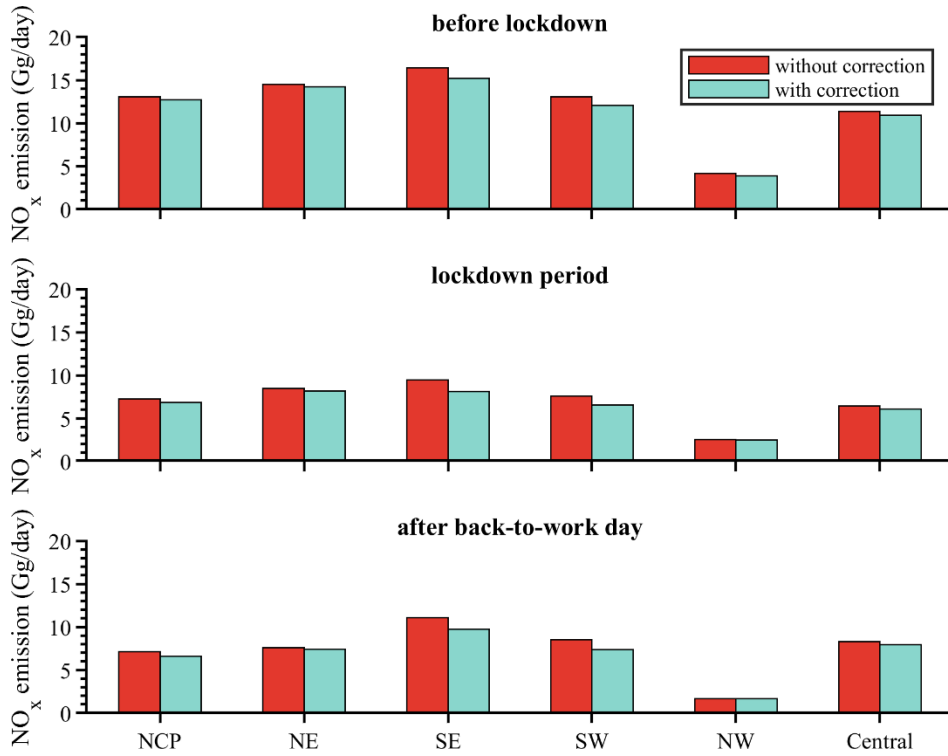 before lockdown
NOx emission (Gg/day)
20
15
10
5
0
without correction
with correction
lockdown period
NOx emission (Gg/day)
20
15
10
5
0
after back-to-work day
NOx emission (Gg/day)
20
15
10
5
0
NCP NE SE SW NW Central